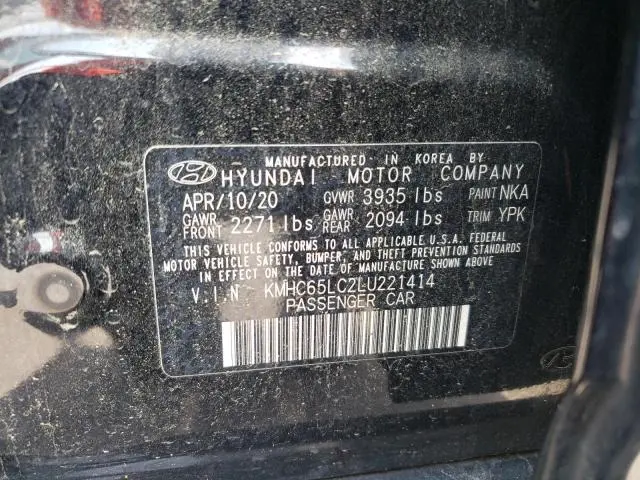 MANUFACTURED IN KOREA BY
HYUNDAI MOTOR COMPANY
APR/10/20 GVWR 3935 lbs PAINT NKA
GAWR FRONT 2271 lbs GAWR REAR 2094 lbs TRIM YPK
THIS VEHICLE CONFORMS TO ALL APPLICABLE U.S.A. FEDERAL
MOTOR VEHICLE SAFETY, BUMPER, AND THEFT PREVENTION STANDARDS
IN EFFECT ON THE DATE OF MANUFACTURE SHOWN ABOVE.
V.I.N KMHC65LC2LU221414
PASSENGER CAR